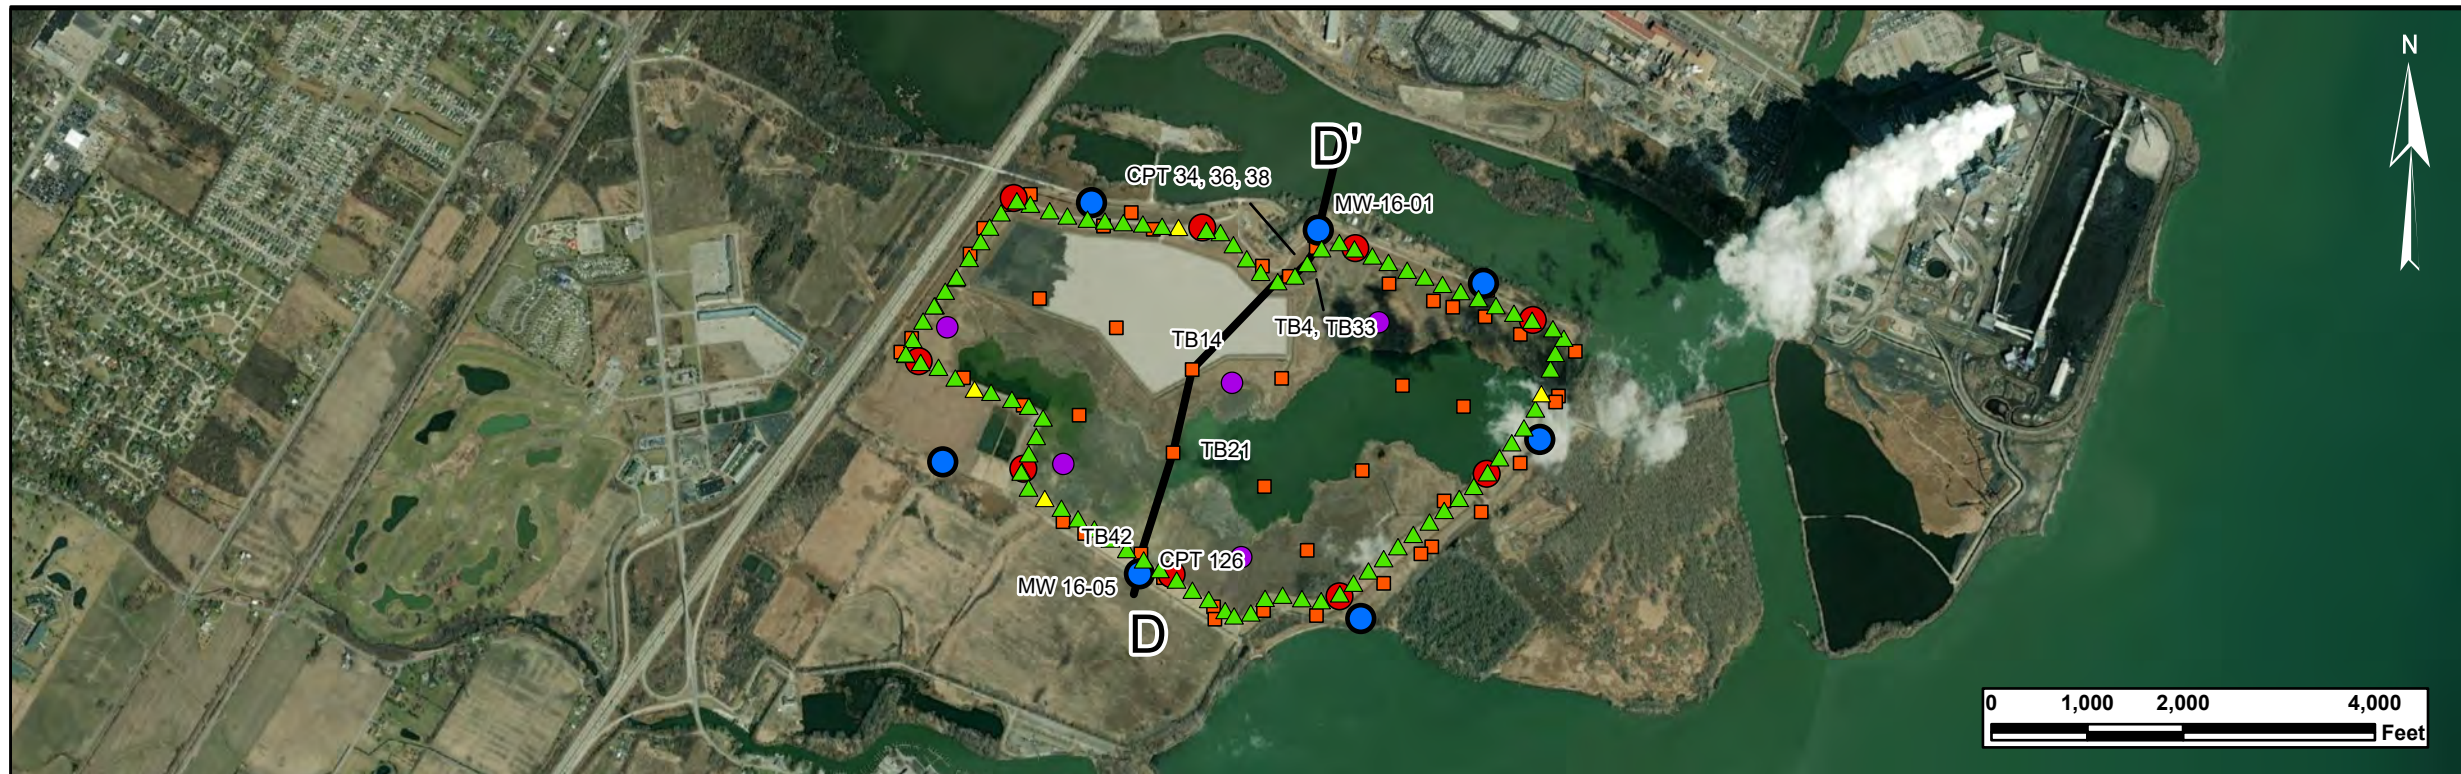 N
D'
CPT 34, 36, 38
MW-16-01
TB4, TB33
TB14
TB21
TB42
CPT 126
MW 16-05
D
0 1,000 2,000 4,000
Feet